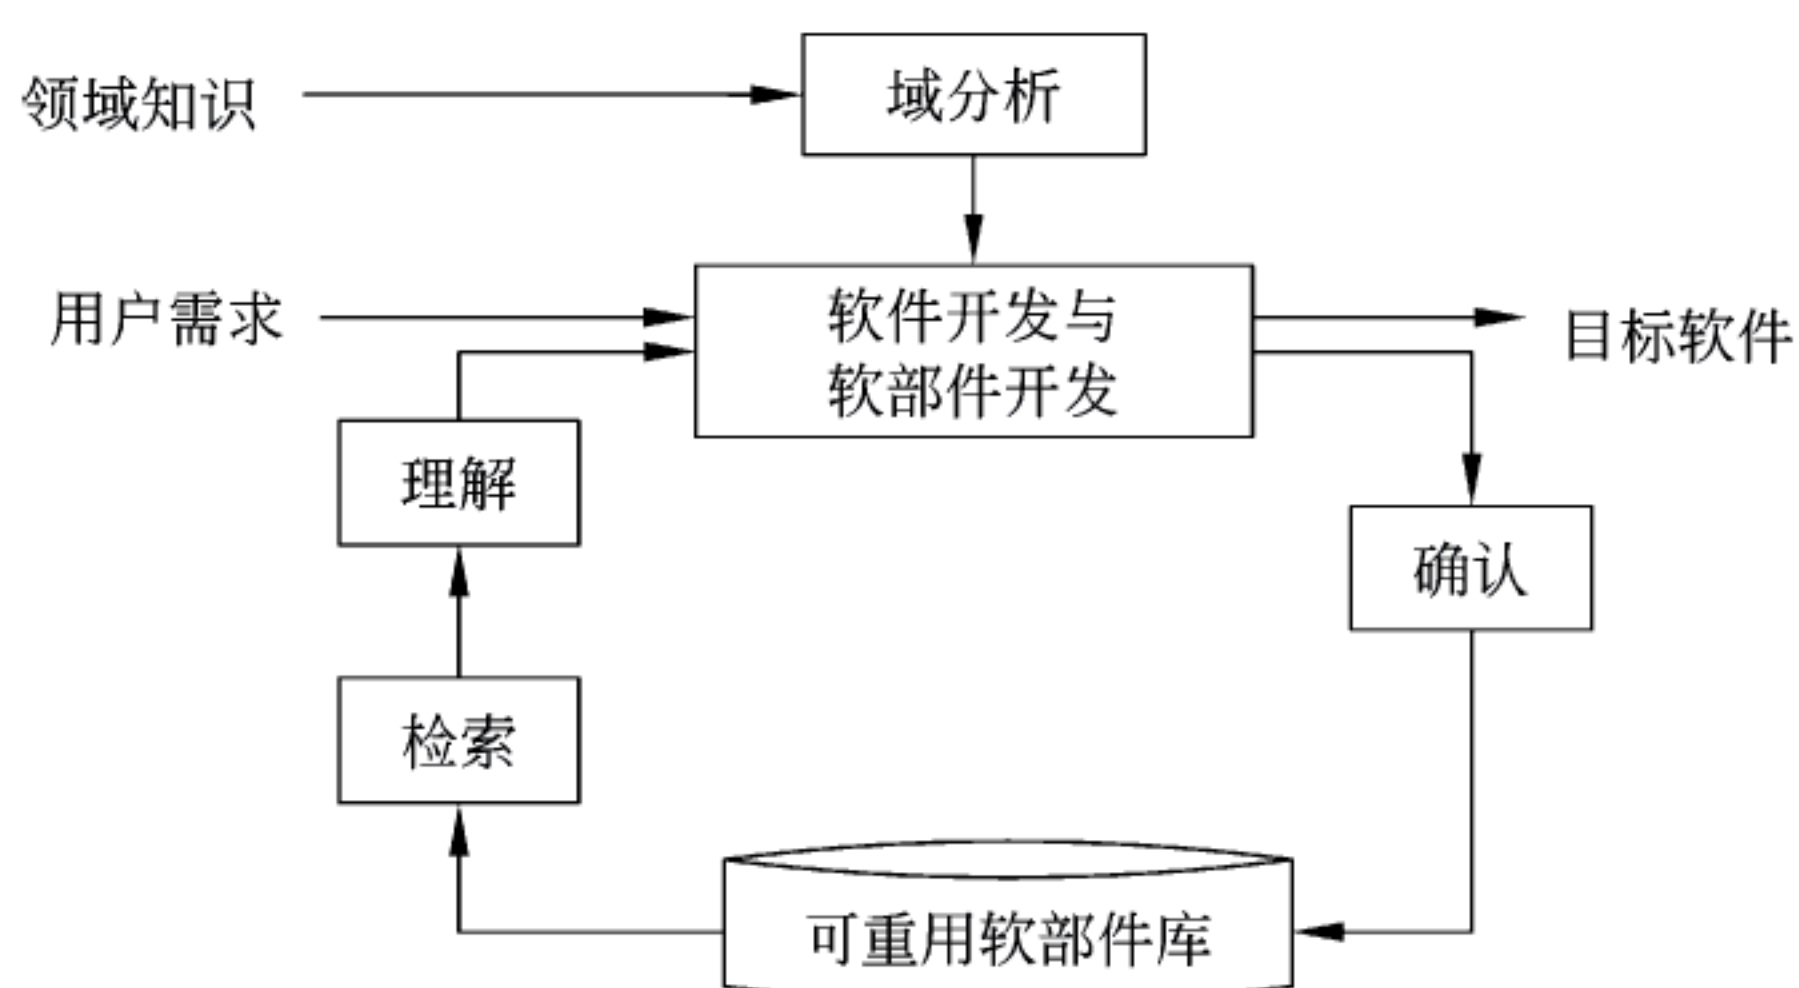 领域知识
域分析
用户需求
软件开发与
软部件开发
目标软件
理解
确认
检索
可重用软部件库